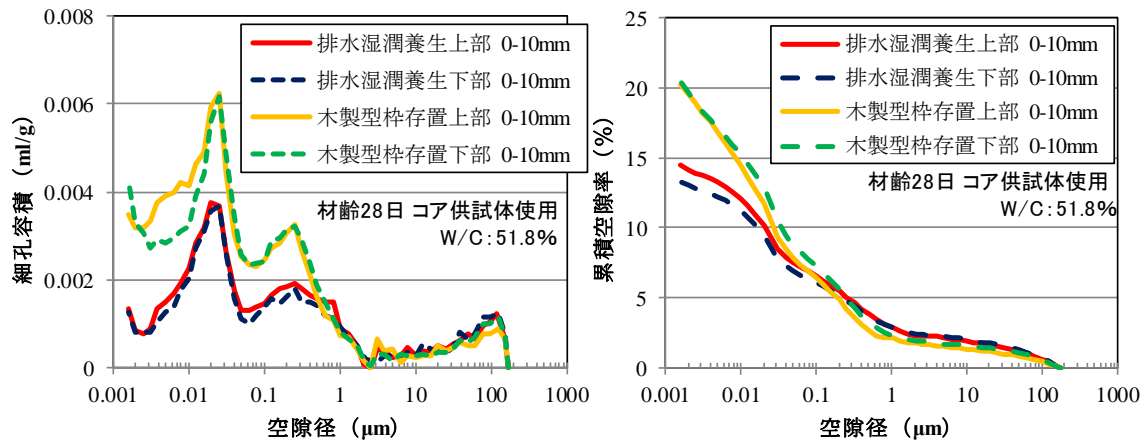 0.008
0.006
0.004
0.002
0
0.001
0.01
0.1
1
10
100
1000
細孔容積 (ml/g)
空隙径 (μm)
排水湿潤養生上部 0-10mm
排水湿潤養生下部 0-10mm
木製型枠存置上部 0-10mm
木製型枠存置下部 0-10mm
材齢28日 コア供試体使用
W/C:51.8%
25
20
15
10
5
0
0.001
0.01
0.1
1
10
100
1000
累積空隙率 (%)
空隙径 (μm)
排水湿潤養生上部 0-10mm
排水湿潤養生下部 0-10mm
木製型枠存置上部 0-10mm
木製型枠存置下部 0-10mm
材齢28日 コア供試体使用
W/C:51.8%